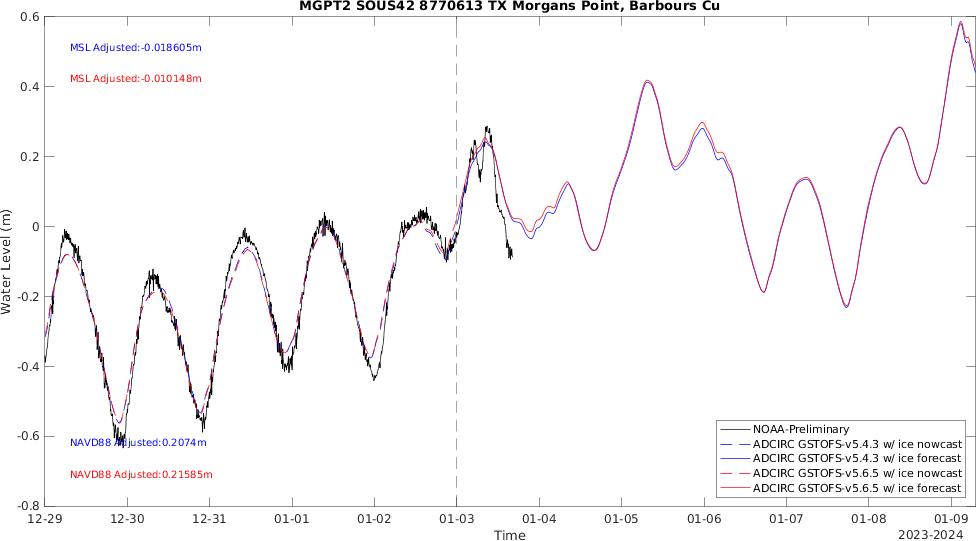 MGPT2 SOUS42 8770613 TX Morgans Point, Barbours Cu
0.6
MSL Adjusted:-0.018605m
MSL Adjusted:-0.010148m
0.4
0.2
0
-0.2
-0.4
-0.6
-0.8
Water Level (m)
NAVD88 Adjusted:0.2074m
NAVD88 Adjusted:0.21585m
NOAA-Preliminary
ADCIRC GSTOFS-v5.4.3 w/ ice nowcast
ADCIRC GSTOFS-v5.4.3 w/ ice forecast
ADCIRC GSTOFS-v5.6.5 w/ ice nowcast
ADCIRC GSTOFS-v5.6.5 w/ ice forecast
12-29 12-30 12-31 01-01 01-02 01-03 01-04 01-05 01-06 01-07 01-08 01-09
Time
2023-2024